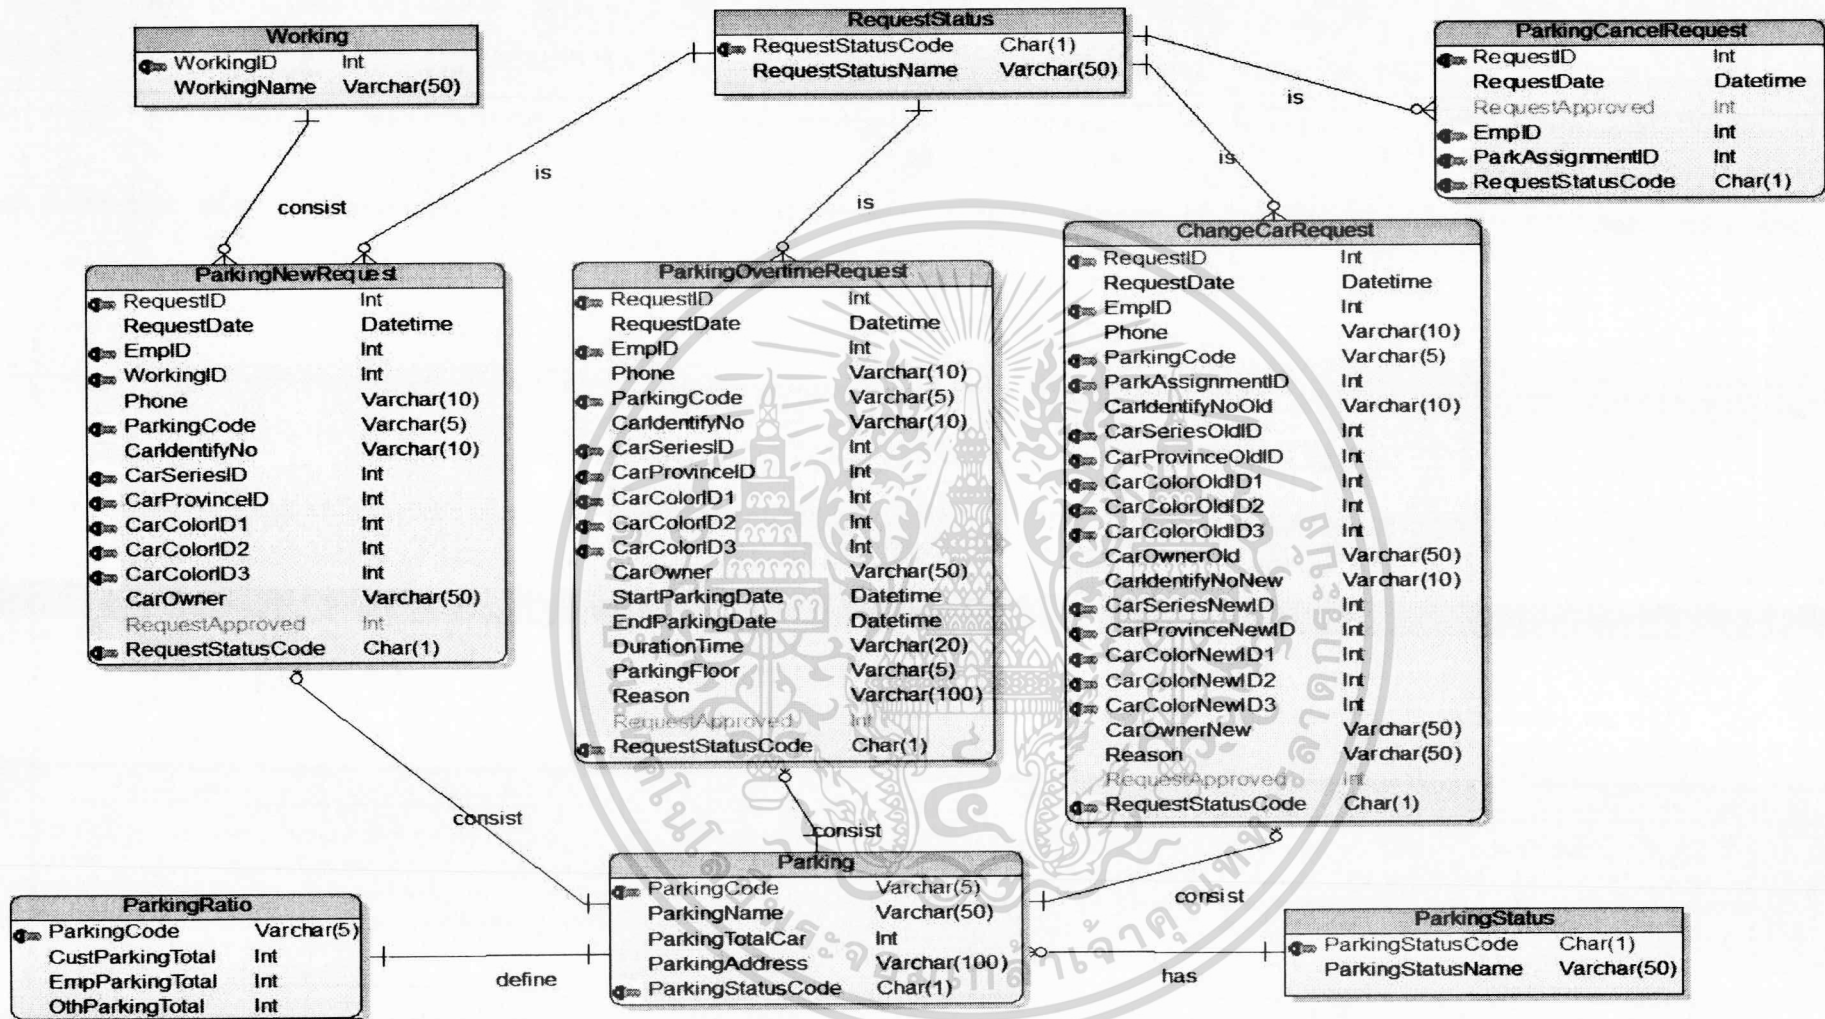 Working
WorkingID Int
WorkingName Varchar(50)
RequestStatus
RequestStatusCode Char(1)
RequestStatusName Varchar(50)
ParkingCancelRequest
RequestID Int
RequestDate Datetime
RequestApproved Int
EmpID Int
ParkAssignmentID Int
RequestStatusCode Char(1)
consist
is
is
is
is
ParkingNewRequest
RequestID Int
RequestDate Datetime
EmpID Int
WorkingID Int
Phone Varchar(10)
ParkingCode Varchar(5)
CarIdentifyNo Varchar(10)
CarSeriesID Int
CarProvinceID Int
CarColorID1 Int
CarColorID2 Int
CarColorID3 Int
CarOwner Varchar(50)
RequestApproved Int
RequestStatusCode Char(1)
ParkingOvertimeRequest
RequestID Int
RequestDate Datetime
EmpID Int
Phone Varchar(10)
ParkingCode Varchar(5)
CarIdentifyNo Varchar(10)
CarSeriesID Int
CarProvinceID Int
CarColorID1 Int
CarColorID2 Int
CarColorID3 Int
CarOwner Varchar(50)
StartParkingDate Datetime
EndParkingDate Datetime
DurationTime Varchar(20)
ParkingFloor Varchar(5)
Reason Varchar(100)
RequestApproved Int
RequestStatusCode Char(1)
ChangeCarRequest
RequestID Int
RequestDate Datetime
EmpID Int
Phone Varchar(10)
ParkingCode Varchar(5)
ParkAssignmentID Int
CarIdentifyNoOld Varchar(10)
CarSeriesOldID Int
CarProvinceOldID Int
CarColorOldID1 Int
CarColorOldID2 Int
CarColorOldID3 Int
CarOwnerOld Varchar(50)
CarIdentifyNoNew Varchar(10)
CarSeriesNewID Int
CarProvinceNewID Int
CarColorNewID1 Int
CarColorNewID2 Int
CarColorNewID3 Int
CarOwnerNew Varchar(50)
Reason Varchar(50)
RequestApproved Int
RequestStatusCode Char(1)
consist
consist
consist
ParkingRatio
ParkingCode Varchar(5)
CustParkingTotal Int
EmpParkingTotal Int
OthParkingTotal Int
define
Parking
ParkingCode Varchar(5)
ParkingName Varchar(50)
ParkingTotalCar Int
ParkingAddress Varchar(100)
ParkingStatusCode Char(1)
has
ParkingStatus
ParkingStatusCode Char(1)
ParkingStatusName Varchar(50)